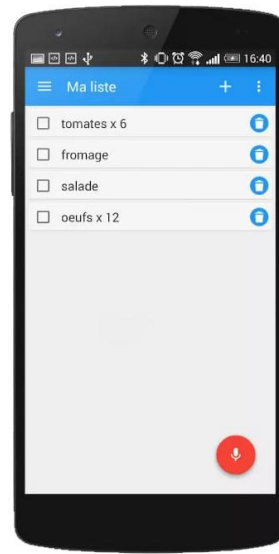 16:40
Ma liste
tomates x 6
fromage
salade
oeufs x 12